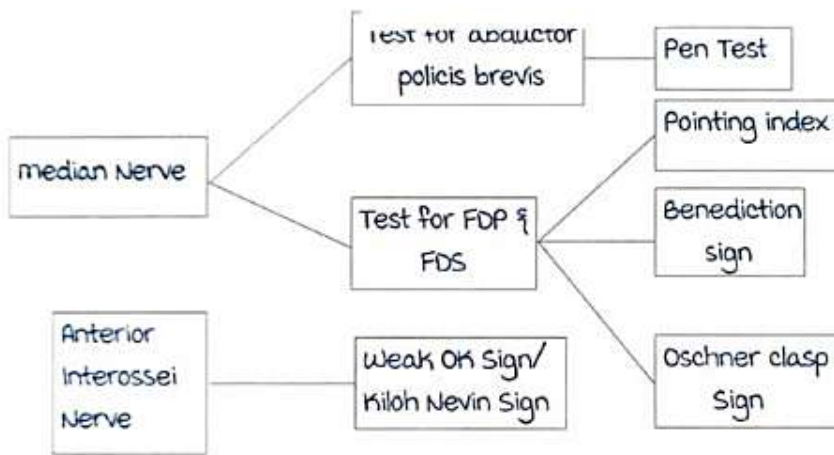 Test for abductor
policis brevis
Pen Test
Pointing index
median Nerve
Test for FDP &
FDS
Benediction
sign
Anterior
Interossei
Nerve
Weak OK Sign/
Kiloh Nevin Sign
Oschner clasp
Sign